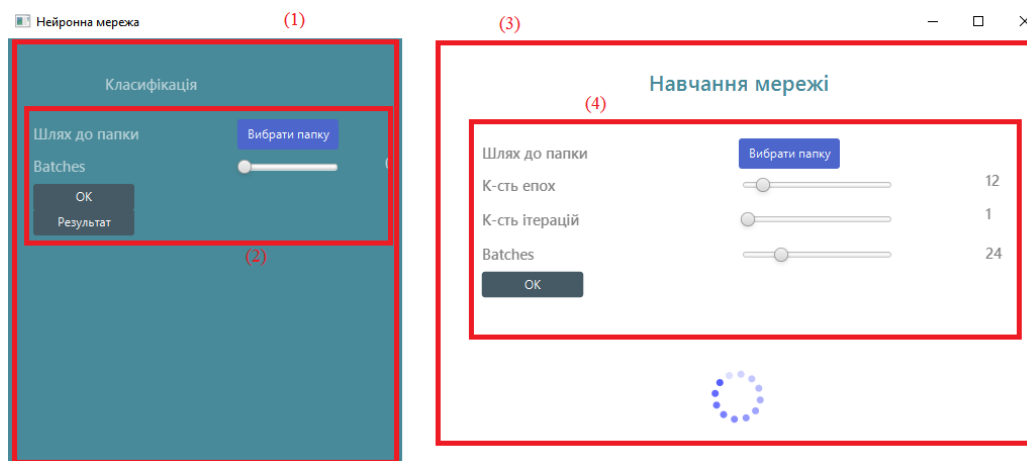 Нейронна мережа
(1)
(3)
Класифікація
Шлях до папки
Вибрати папку
Batches
OK
Результат
(2)
Навчання мережі
(4)
Шлях до папки
Вибрати папку
К-сть епох
12
К-сть ітерацій
1
Batches
24
OK